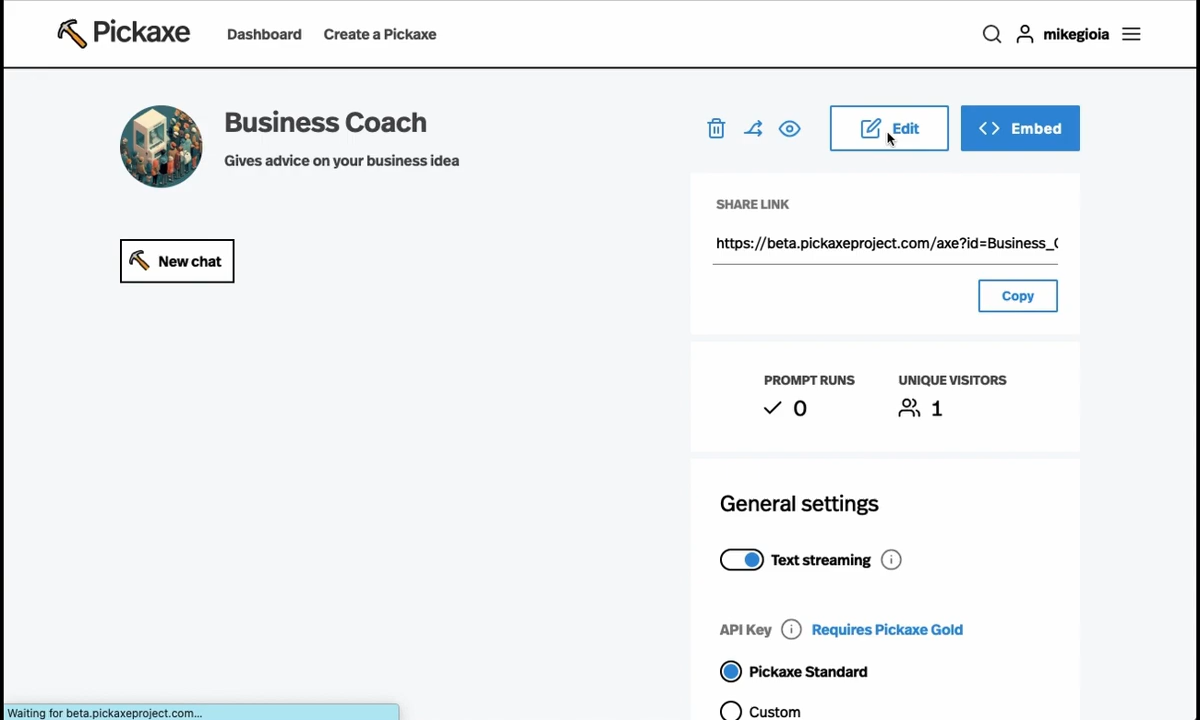 Pickaxe
Dashboard
Create a Pickaxe
mikegioia
Business Coach
Gives advice on your business idea
Edit
Embed
New chat
SHARE LINK
https://beta.pickaxeproject.com/axe?id=Business_
Copy
PROMPT RUNS
0
UNIQUE VISITORS
1
General settings
Text streaming
API Key
Requires Pickaxe Gold
Pickaxe Standard
Custom
Waiting for beta.pickaxeproject.com...